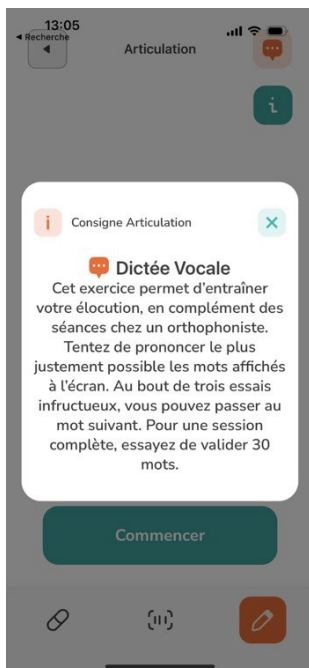 13:05
Recherche
Articulation
Consigne Articulation
Dictée Vocale
Cet exercice permet d'entraîner
votre élocution, en complément des
séances chez un orthophoniste.
Tentez de prononcer le plus
justement possible les mots affichés
à l'écran. Au bout de trois essais
infructueux, vous pouvez passer au
mot suivant. Pour une session
complète, essayez de valider 30
mots.
Commencer